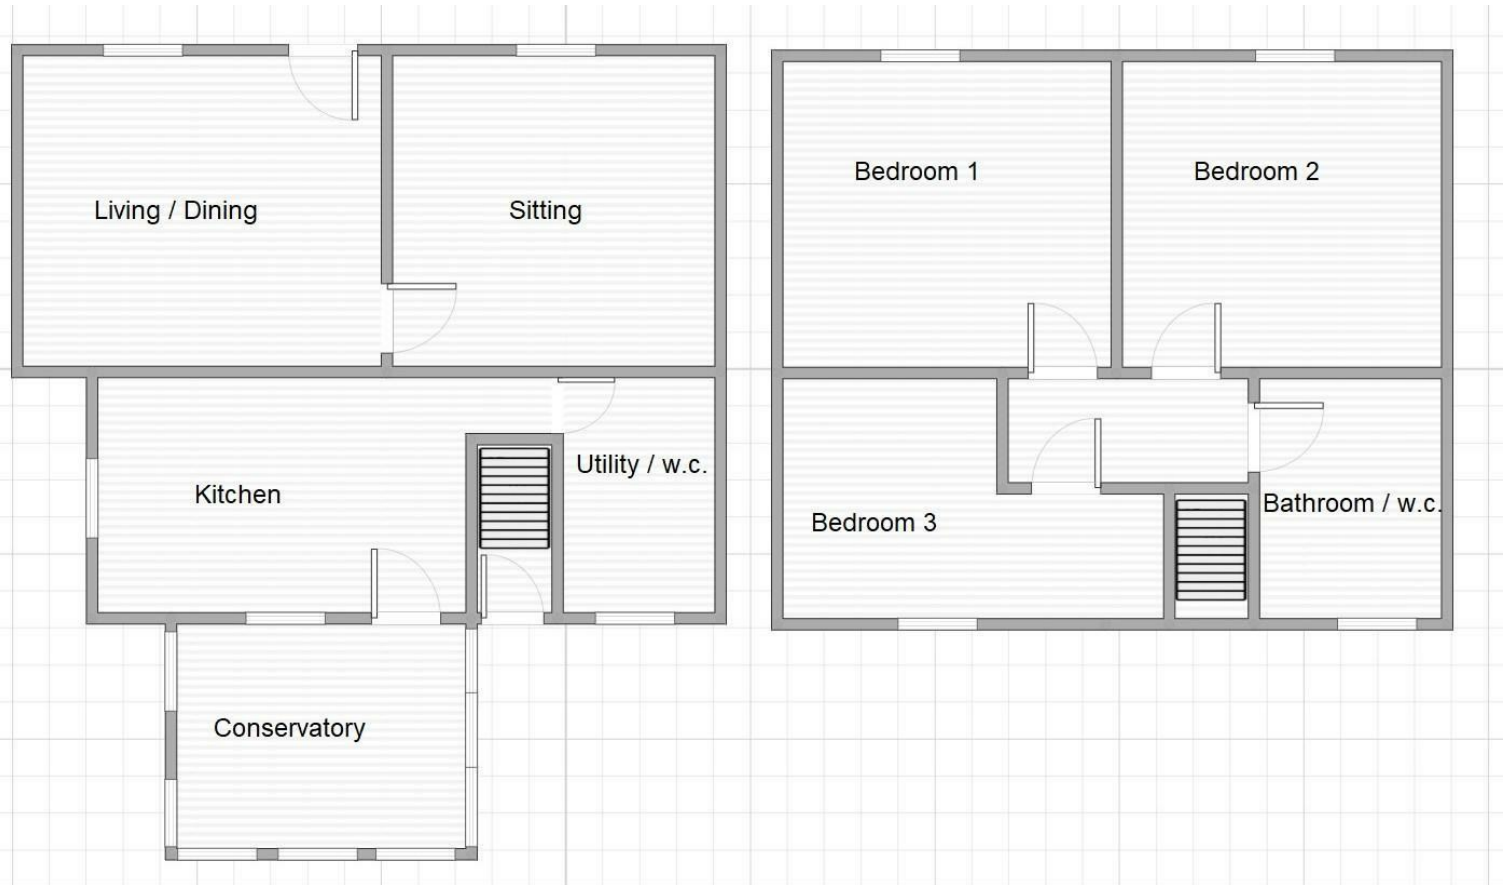 Living / Dining
Sitting
Kitchen
Utility / w.c.
Conservatory
Bedroom 1
Bedroom 2
Bedroom 3
Bathroom / w.c.